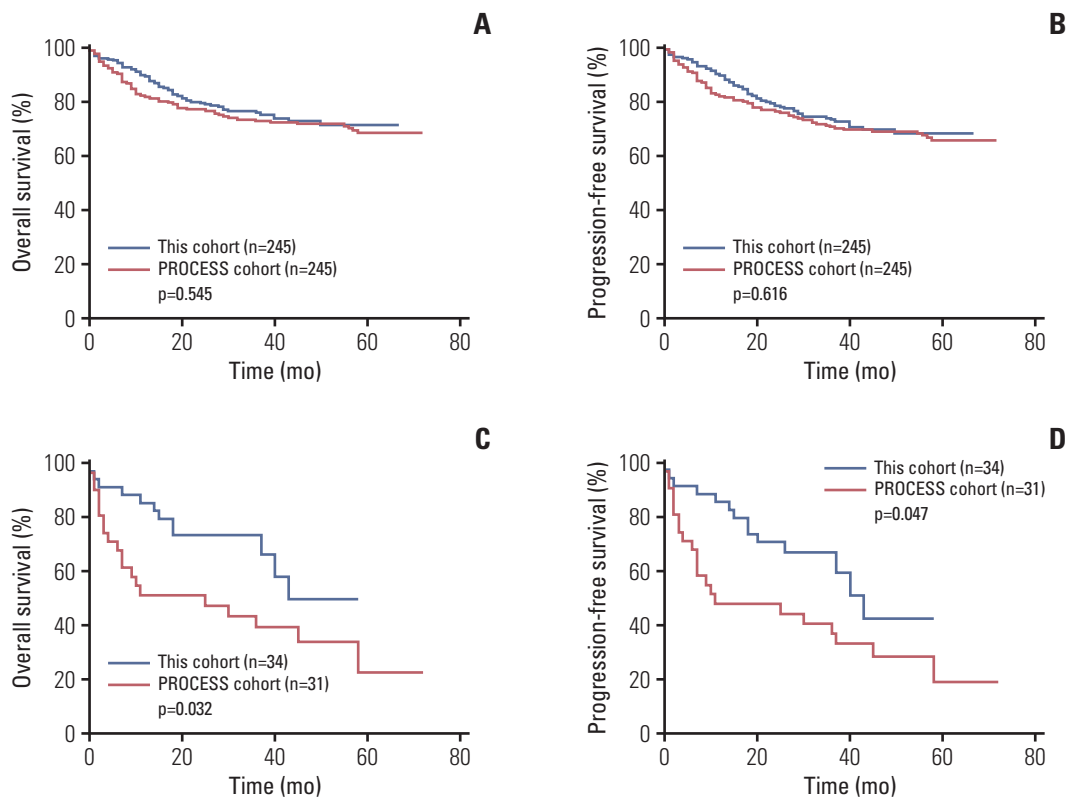 A
Overall survival (%)
100
80
60
40
20
0
This cohort (n=245)
PROCESS cohort (n=245)
p=0.545
0 20 40 60 80
Time (mo)
B
Progression-free survival (%)
100
80
60
40
20
0
This cohort (n=245)
PROCESS cohort (n=245)
p=0.616
0 20 40 60 80
Time (mo)
C
Overall survival (%)
100
80
60
40
20
0
This cohort (n=34)
PROCESS cohort (n=31)
p=0.032
0 20 40 60 80
Time (mo)
D
Progression-free survival (%)
100
80
60
40
20
0
This cohort (n=34)
PROCESS cohort (n=31)
p=0.047
0 20 40 60 80
Time (mo)